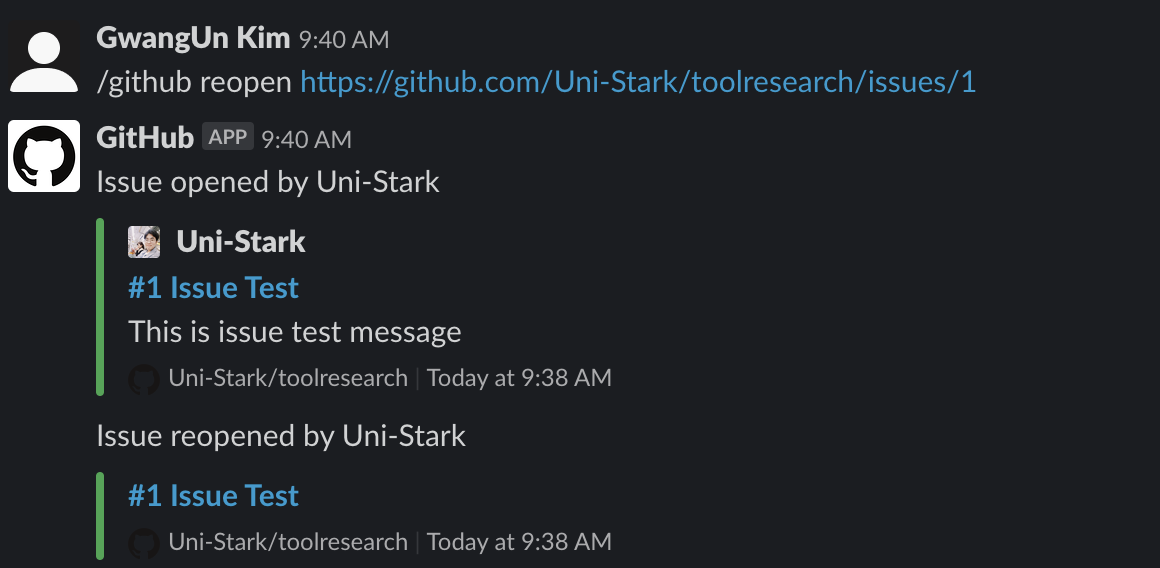 GwangUn Kim 9:40 AM
/github reopen https://github.com/Uni-Stark/toolresearch/issues/1
GitHub APP 9:40 AM
Issue opened by Uni-Stark
Uni-Stark
#1 Issue Test
This is issue test message
Uni-Stark/toolresearch | Today at 9:38 AM
Issue reopened by Uni-Stark
#1 Issue Test
Uni-Stark/toolresearch | Today at 9:38 AM